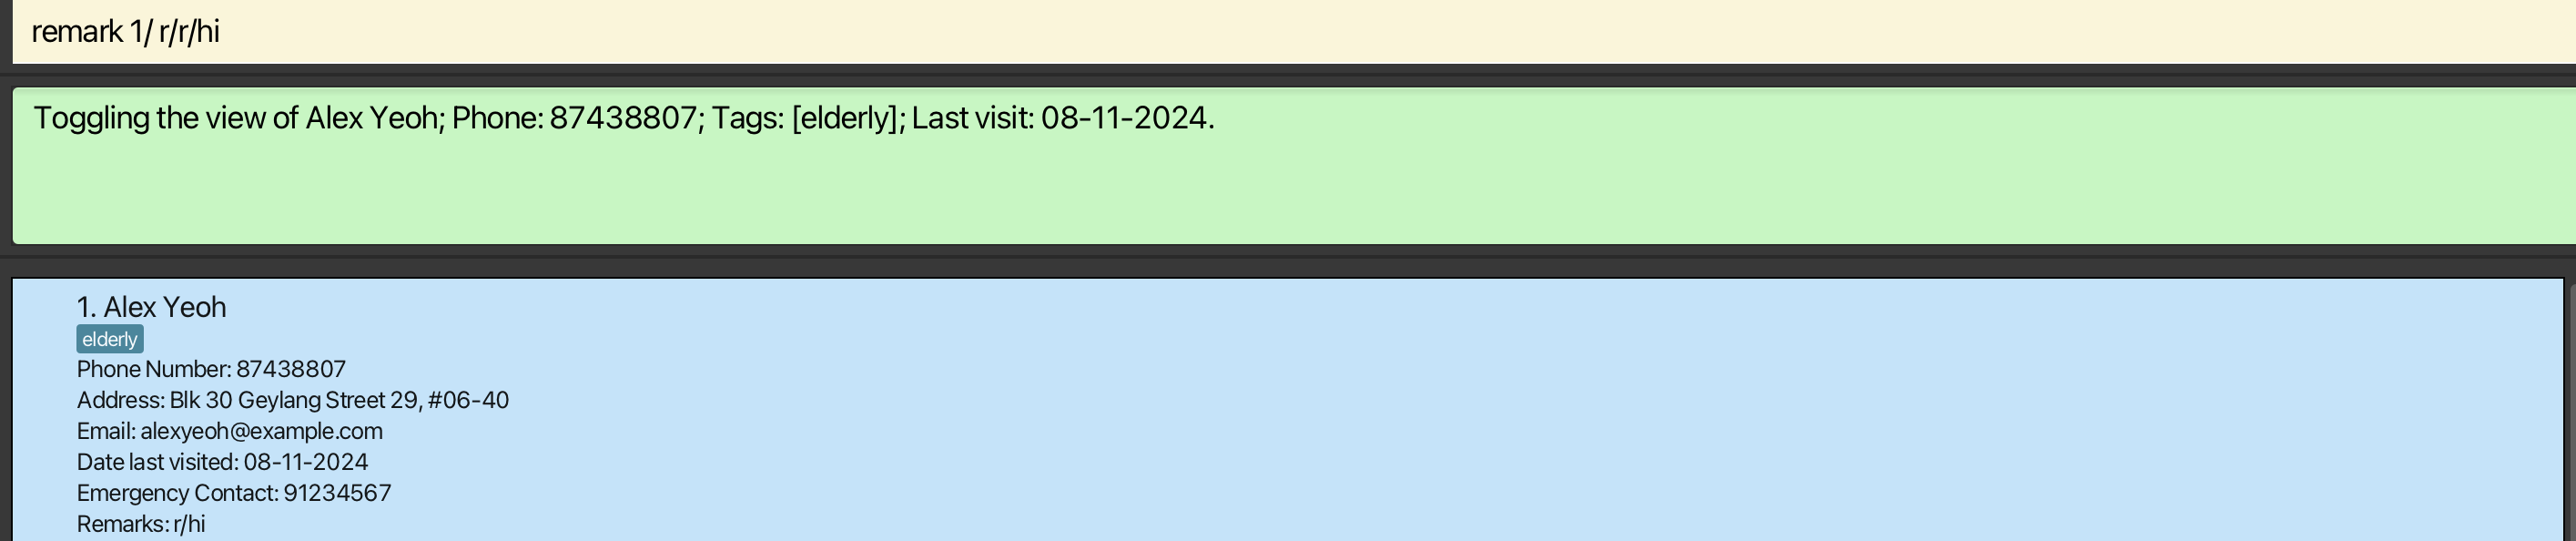 remark 1/ r/r/hi
Toggling the view of Alex Yeoh; Phone: 87438807; Tags: [elderly]; Last visit: 08-11-2024.
1. Alex Yeoh
elderly
Phone Number: 87438807
Address: Blk 30 Geylang Street 29, #06-40
Email: alexyeoh@example.com
Date last visited: 08-11-2024
Emergency Contact: 91234567
Remarks: r/hi